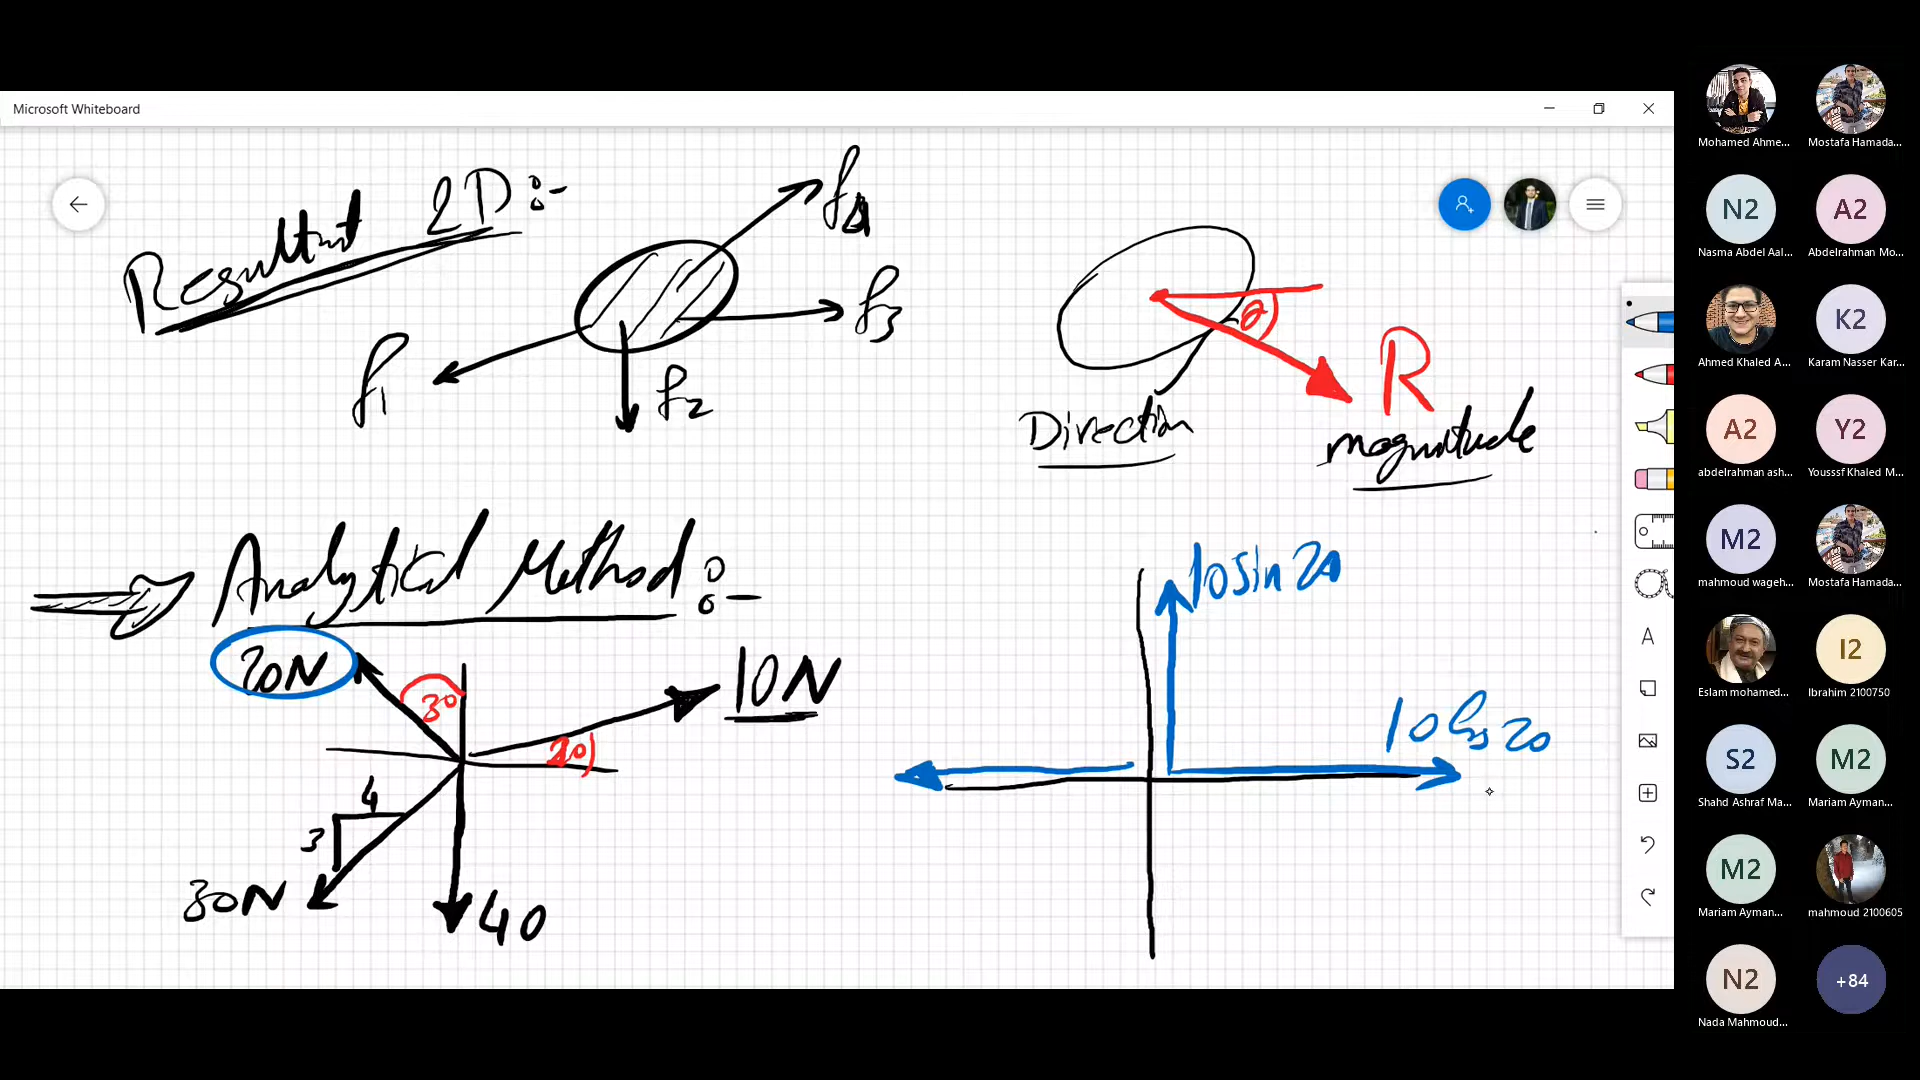 Microsoft Whiteboard
Resultant 2D:-
f3
f1
f2
θ
R
Direction
magnitude
Analytical Method:-
20N
30
10N
20
4
3
30N
40
10 sin 20
10 Cos 20
A
Mohamed Ahme...
Mostafa Hamada...
N2
Nasma Abdel Aal...
A2
Abdelrahman Mo...
Ahmed Khaled A...
K2
Karam Nasser Kar...
A2
abdelrahman ash...
Y2
Yousssf Khaled M...
M2
mahmoud wageh...
Mostafa Hamada...
Eslam mohamed...
I2
Ibrahim 2100750
S2
Shahd Ashraf Ma...
M2
Mariam Ayman...
M2
Mariam Ayman...
mahmoud 2100605
N2
Nada Mahmoud...
+84